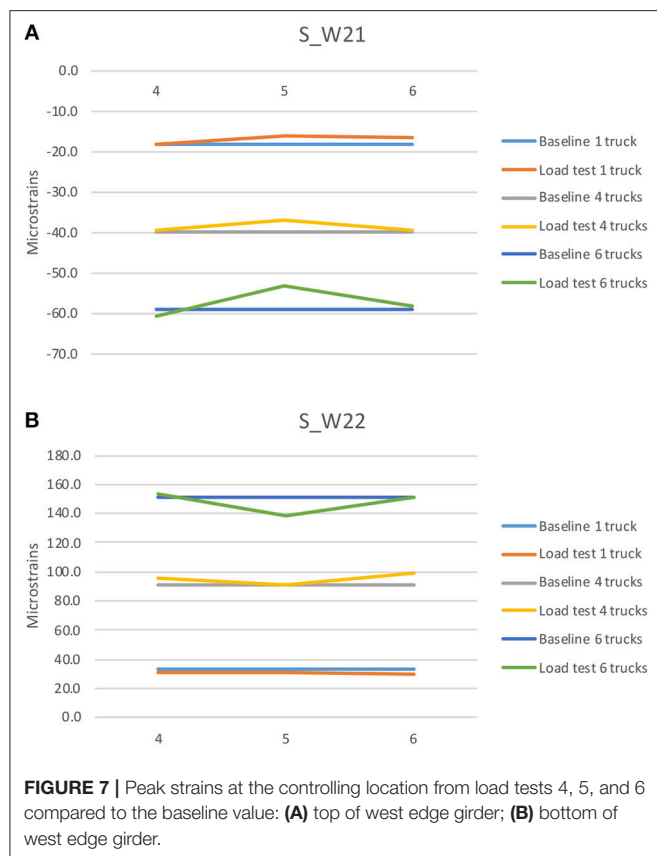 A
S_W21
0.0
4 5 6
-10.0
-20.0
-30.0
-40.0
-50.0
-60.0
-70.0
Microstrains
Baseline 1 truck
Load test 1 truck
Baseline 4 trucks
Load test 4 trucks
Baseline 6 trucks
Load test 6 trucks
B
S_W22
180.0
160.0
140.0
120.0
100.0
80.0
60.0
40.0
20.0
0.0
4 5 6
Microstrains
Baseline 1 truck
Load test 1 truck
Baseline 4 trucks
Load test 4 trucks
Baseline 6 trucks
Load test 6 trucks
FIGURE 7 | Peak strains at the controlling location from load tests 4, 5, and 6
compared to the baseline value: (A) top of west edge girder; (B) bottom of
west edge girder.